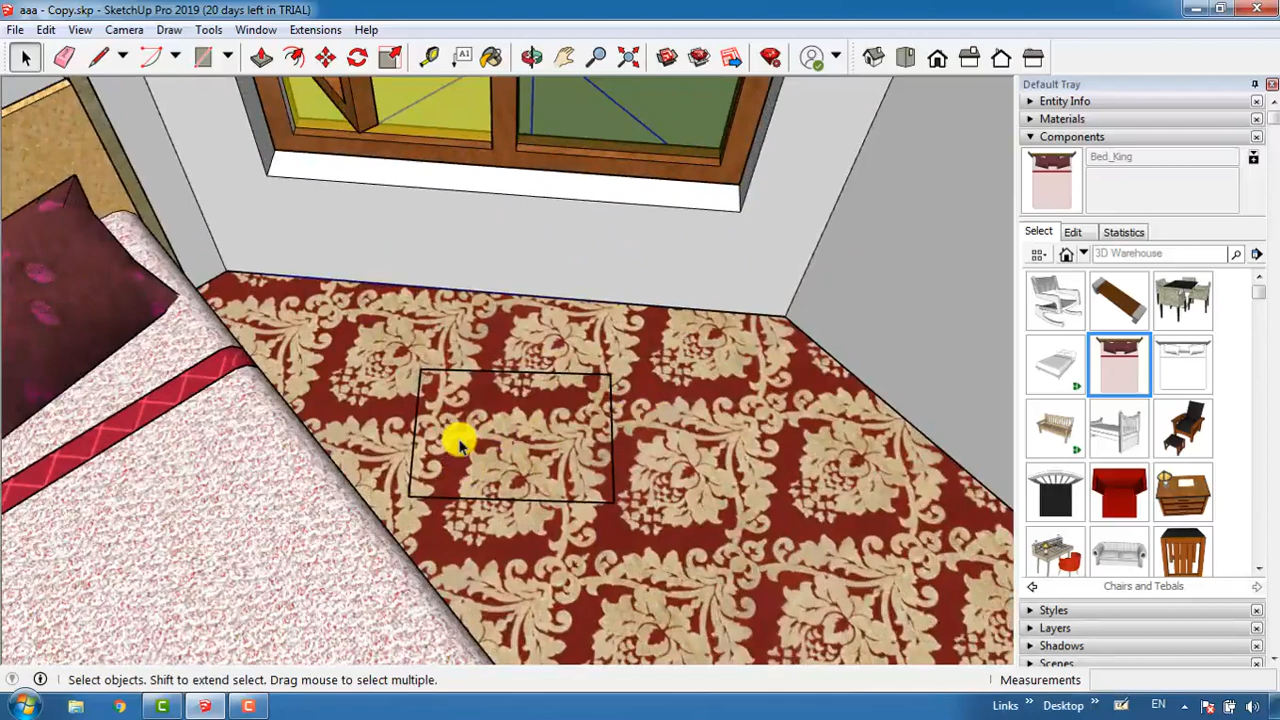 aaa - Copy.skp - SketchUp Pro 2019 (20 days left in TRIAL)
File Edit View Camera Draw Tools Window Extensions Help
A1
Default Tray
Entity Info
Materials
Components
Bed_King
Select Edit Statistics
3D Warehouse
Chairs and Tebals
Styles
Layers
Shadows
Scenes
Select objects. Shift to extend select. Drag mouse to select multiple.
Measurements
Links Desktop EN